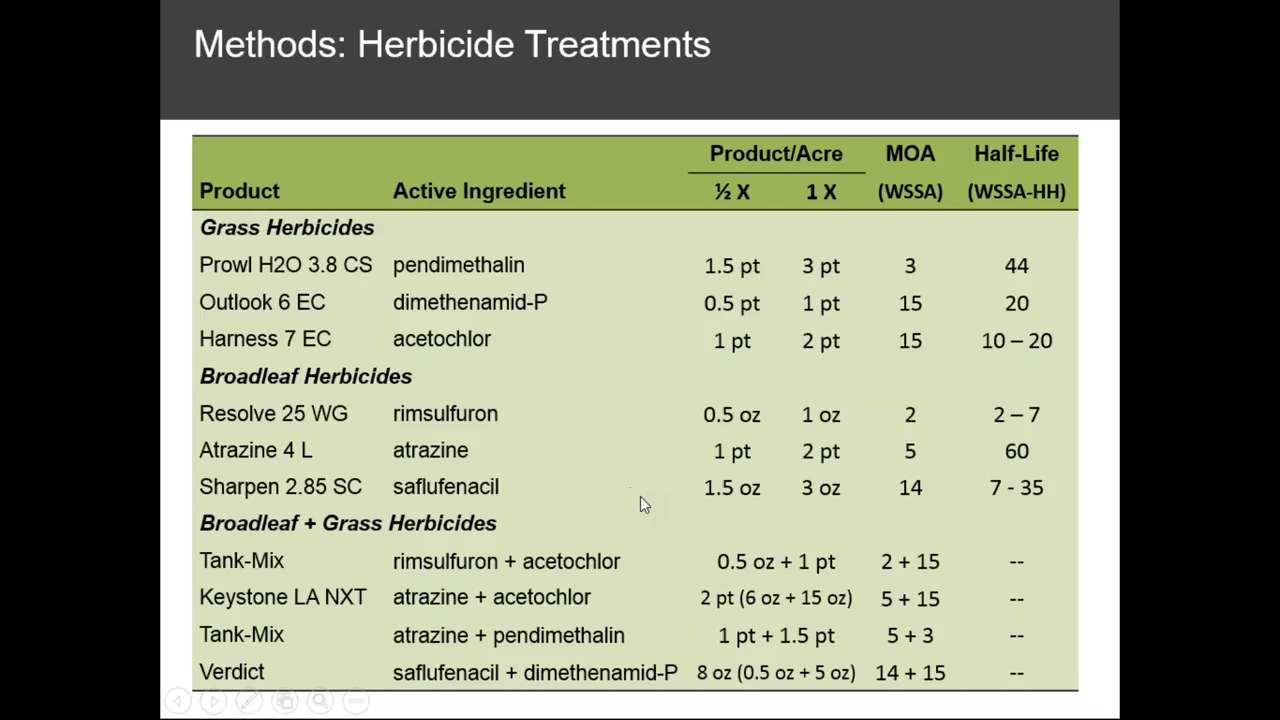 Methods: Herbicide Treatments
Product/Acre MOA Half-Life
Product Active Ingredient ½ X 1 X (WSSA) (WSSA-HH)
Grass Herbicides
Prowl H2O 3.8 CS pendimethalin 1.5 pt 3 pt 3 44
Outlook 6 EC dimethenamid-P 0.5 pt 1 pt 15 20
Harness 7 EC acetochlor 1 pt 2 pt 15 10 – 20
Broadleaf Herbicides
Resolve 25 WG rimsulfuron 0.5 oz 1 oz 2 2 – 7
Atrazine 4 L atrazine 1 pt 2 pt 5 60
Sharpen 2.85 SC saflufenacil 1.5 oz 3 oz 14 7 - 35
Broadleaf + Grass Herbicides
Tank-Mix rimsulfuron + acetochlor 0.5 oz + 1 pt 2 + 15 --
Keystone LA NXT atrazine + acetochlor 2 pt (6 oz + 15 oz) 5 + 15 --
Tank-Mix atrazine + pendimethalin 1 pt + 1.5 pt 5 + 3 --
Verdict saflufenacil + dimethenamid-P 8 oz (0.5 oz + 5 oz) 14 + 15 --